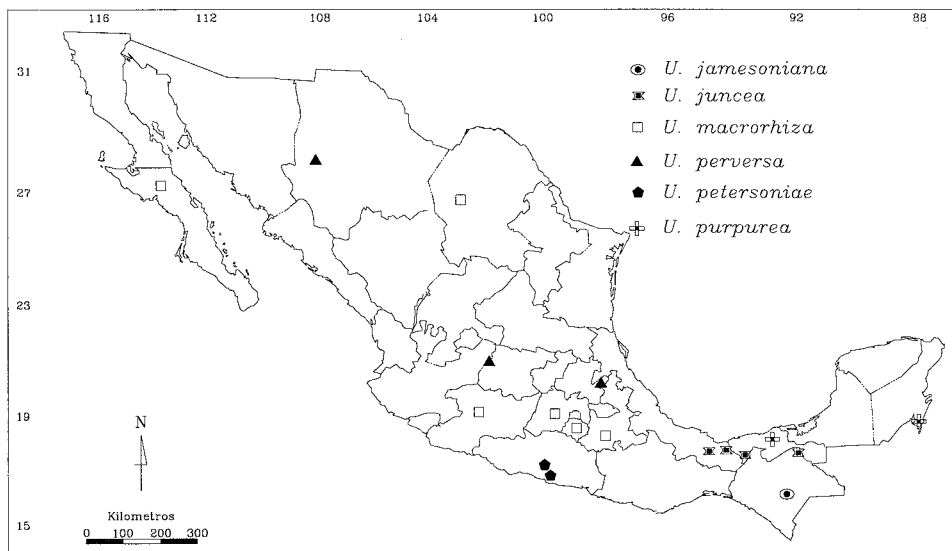 116 112 108 104 100 96 92 88
31
U. jamesoniana
U. juncea
U. macrorhiza
U. perversa
27
U. petersoniae
U. purpurea
23
19
N
Kilometros
0 100 200 300
15